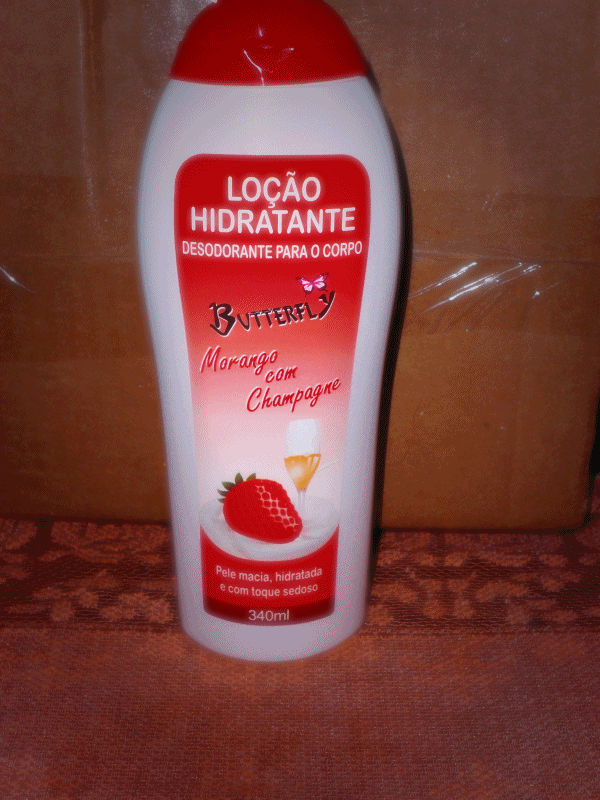 LOÇÃO
HIDRATANTE
DESODORANTE PARA O CORPO
BUTTERFLY
Morango
com
Champagne
Pele macia, hidratada
e com toque sedoso
340ml